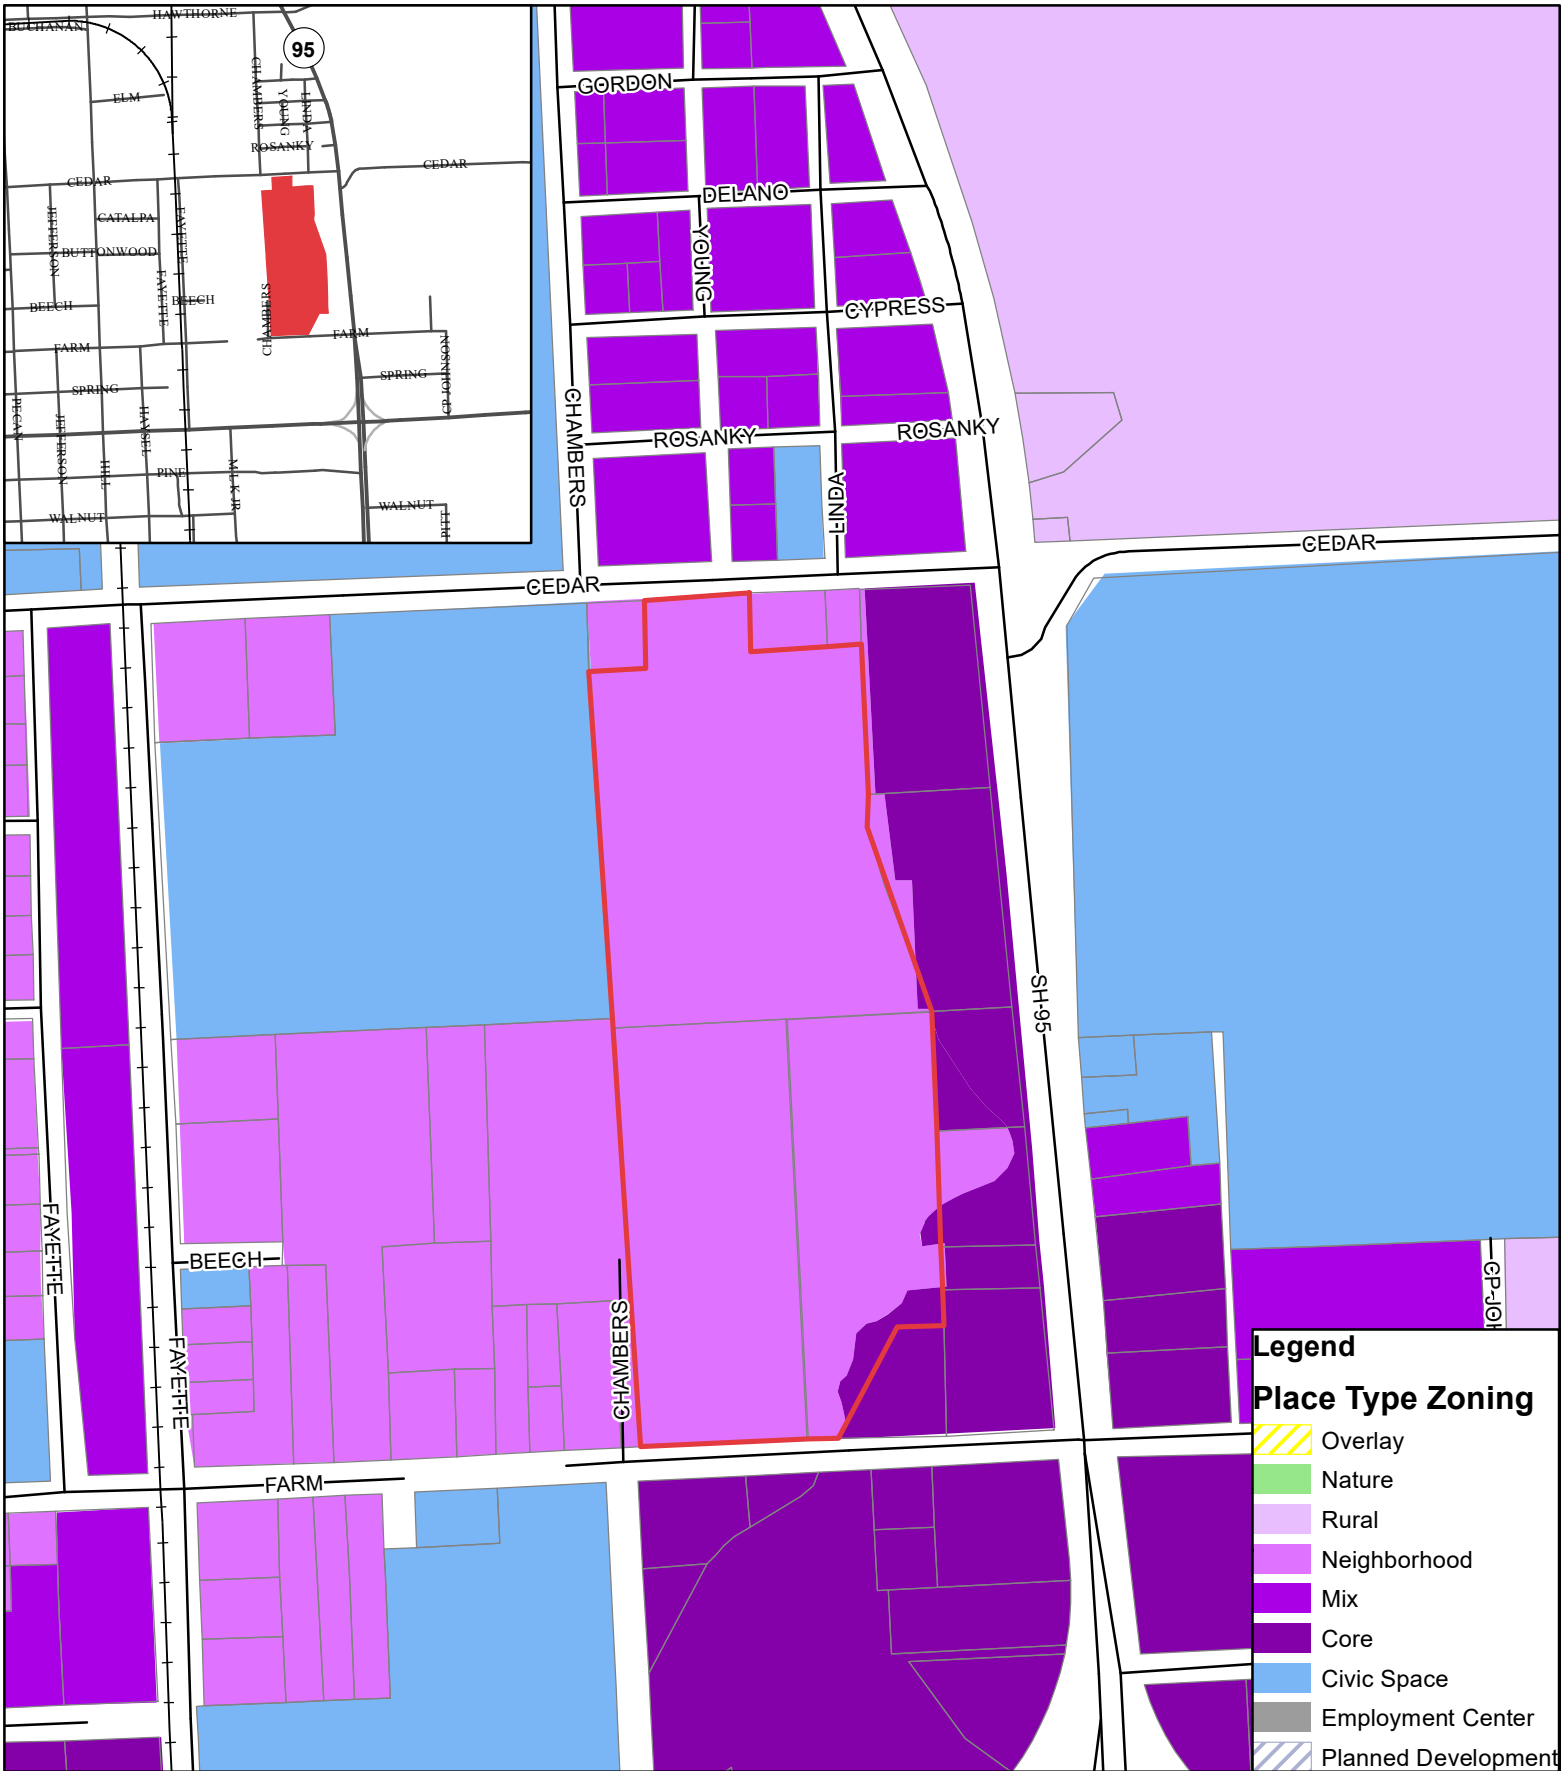 HAWTHORNE
BUCHANAN
95
ELM
CHAMBERS
YOUNG
LINDA
ROSANKY
CEDAR
CEDAR
JEFFERSON
CATALPA
FAYETTE
BUTTONWOOD
FAYETTE
BEECH
BEECH
CHAMBERS
FARM
FARM
SPRING
SPRING
CP JOHNSON
PECAN
JEFFERSON
HAYSEL
HILL
PINE
M L K JR
WALNUT
WALNUT
PITT
GORDON
DELANO
YOUNG
CYPRESS
CHAMBERS
ROSANKY
ROSANKY
LINDA
CEDAR
CEDAR
SH-95
FAYETTE
BEECH
FAYETTE
CHAMBERS
CP-JOH
FARM
Legend
Place Type Zoning
Overlay
Nature
Rural
Neighborhood
Mix
Core
Civic Space
Employment Center
Planned Development